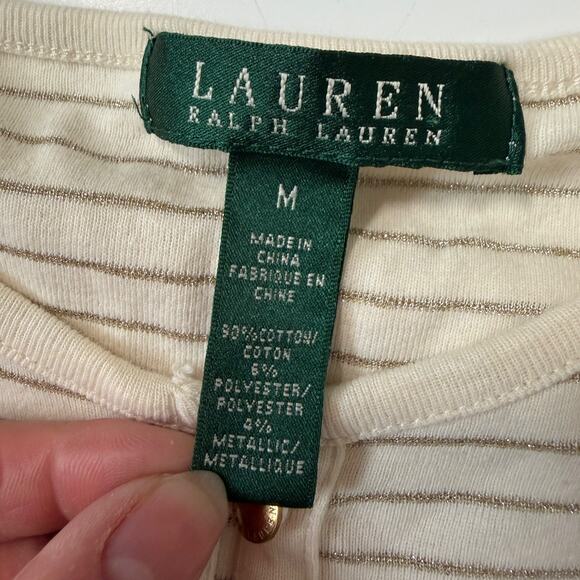 LAUREN
RALPH LAUREN
M
MADE IN
CHINA
FABRIQUE EN
CHINE
90% COTTON/
COTON
6%
POLYESTER/
POLYESTER
4%
METALLIC/
METALLIQUE